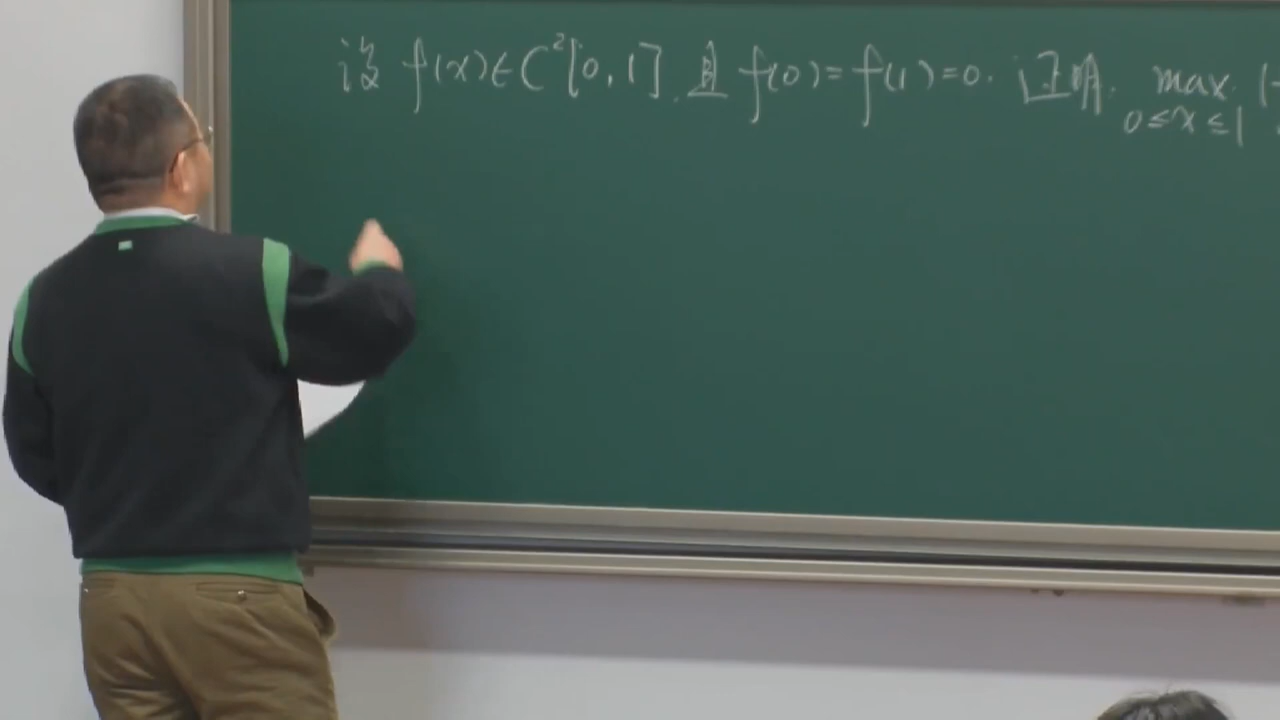 设 f(x)∈C²[0,1],且 f(0)=f(1)=0. 证明: max |
0≤x≤1